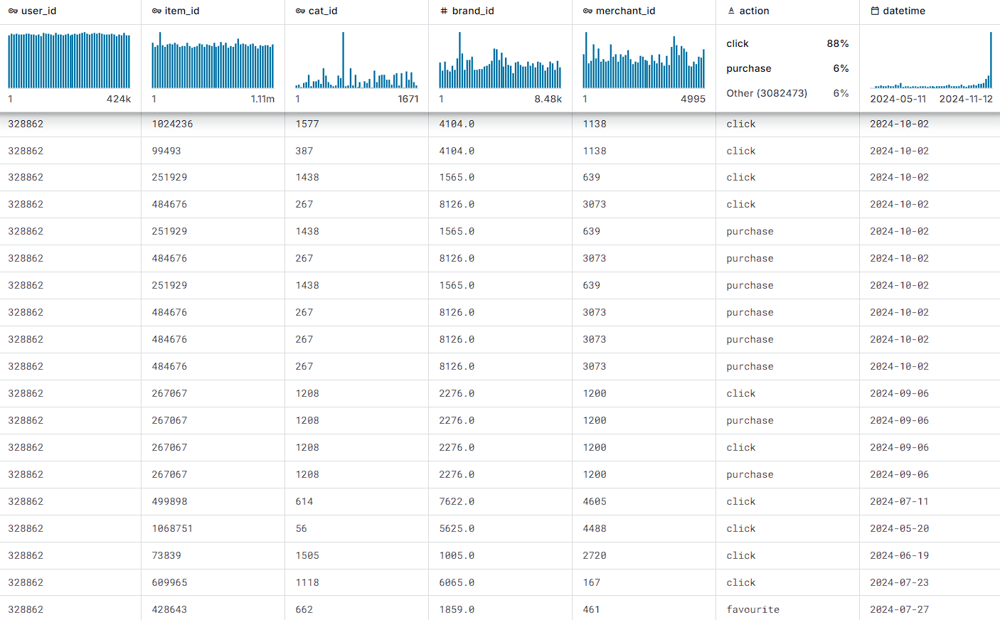 user_id item_id cat_id brand_id merchant_id action datetime
click 88%
purchase 6%
Other (3082473) 6%
1 424k 1 1.11m 1 1671 1 8.48k 1 4995 2024-05-11 2024-11-12
328862 1024236 1577 4104.0 1138 click 2024-10-02
328862 99493 387 4104.0 1138 click 2024-10-02
328862 251929 1438 1565.0 639 click 2024-10-02
328862 484676 267 8126.0 3073 click 2024-10-02
328862 251929 1438 1565.0 639 purchase 2024-10-02
328862 484676 267 8126.0 3073 purchase 2024-10-02
328862 251929 1438 1565.0 639 purchase 2024-10-02
328862 484676 267 8126.0 3073 purchase 2024-10-02
328862 484676 267 8126.0 3073 purchase 2024-10-02
328862 484676 267 8126.0 3073 purchase 2024-10-02
328862 267067 1208 2276.0 1200 click 2024-09-06
328862 267067 1208 2276.0 1200 purchase 2024-09-06
328862 267067 1208 2276.0 1200 click 2024-09-06
328862 267067 1208 2276.0 1200 purchase 2024-09-06
328862 499898 614 7622.0 4605 click 2024-07-11
328862 1068751 56 5625.0 4488 click 2024-05-20
328862 73839 1505 1005.0 2720 click 2024-06-19
328862 609965 1118 6065.0 167 click 2024-07-23
328862 428643 662 1859.0 461 favourite 2024-07-27